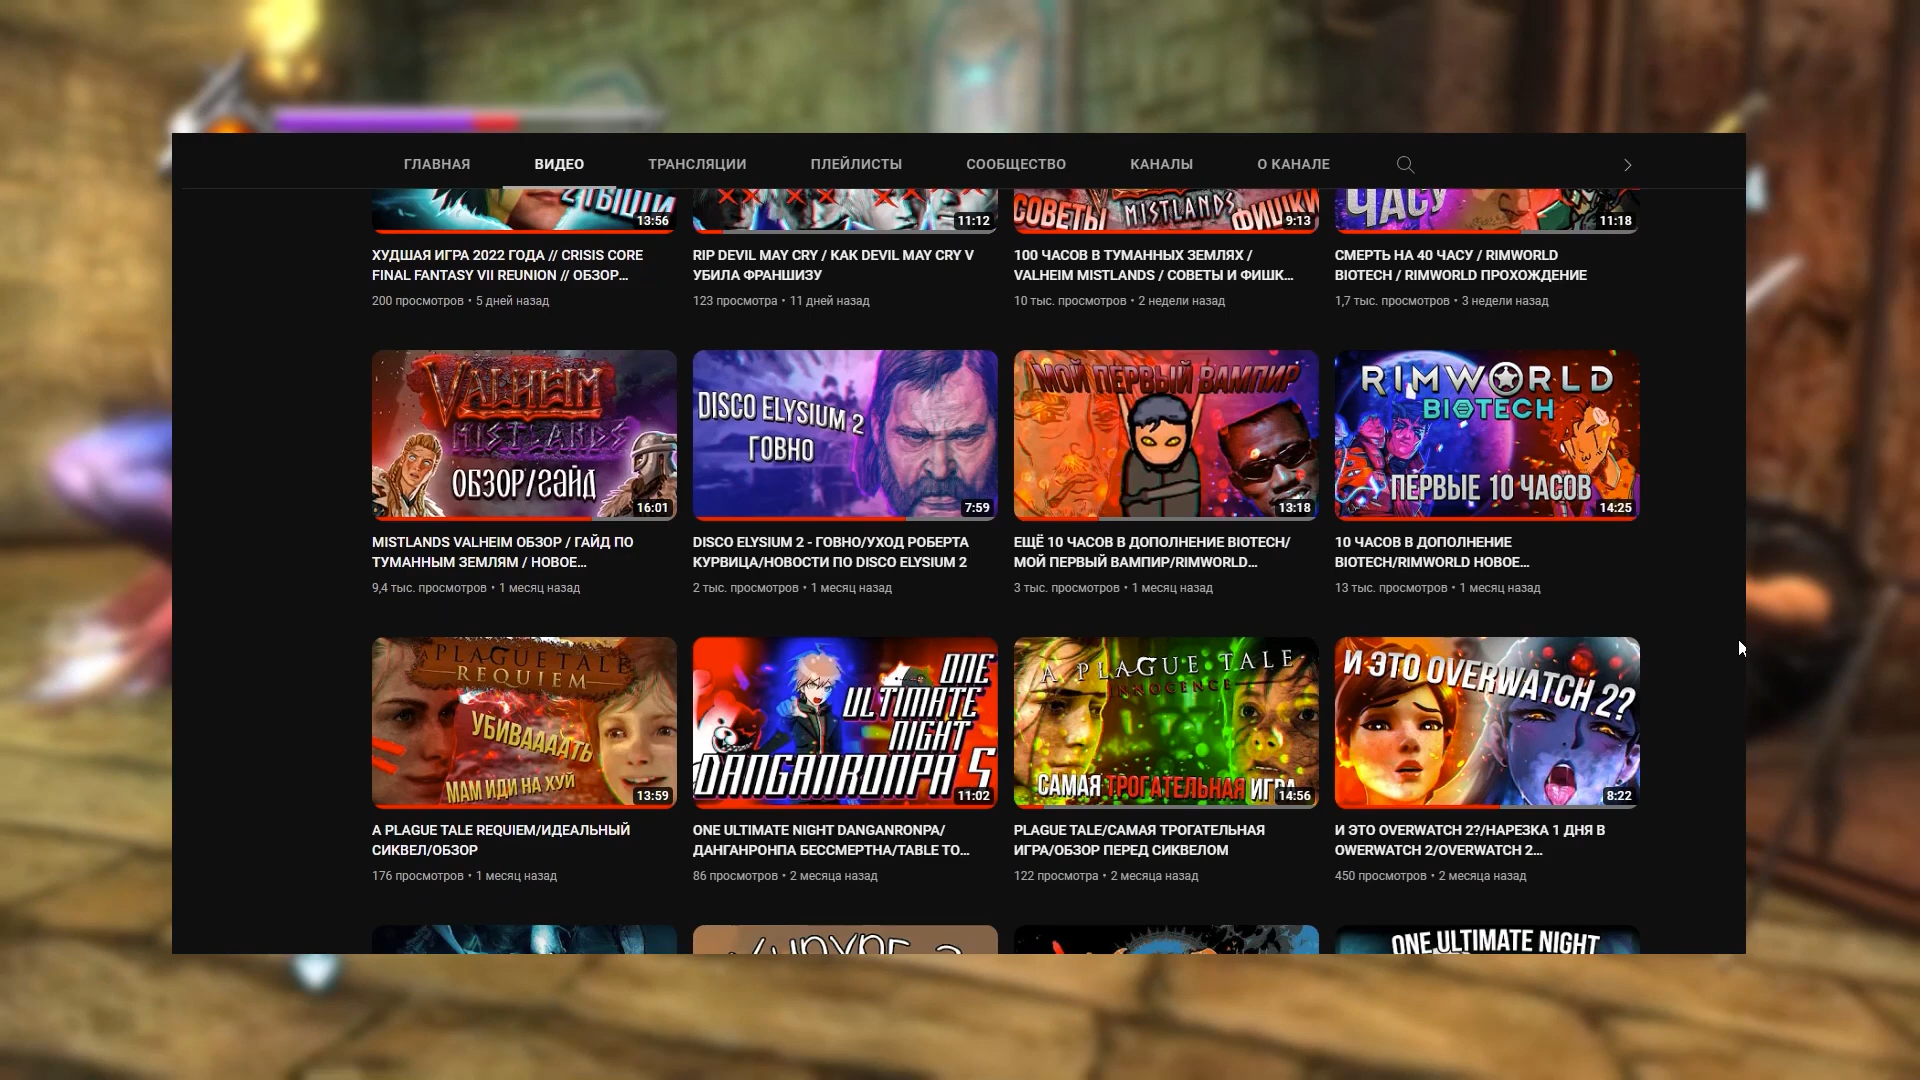 ГЛАВНАЯ
ВИДЕО
ТРАНСЛЯЦИИ
ПЛЕЙЛИСТЫ
СООБЩЕСТВО
КАНАЛЫ
О КАНАЛЕ
13:56
СОВЕТЫ
MISTLANDS
ФИШКИ
11:12
9:13
ЧАСУ
11:18
ХУДШАЯ ИГРА 2022 ГОДА // CRISIS CORE
FINAL FANTASY VII REUNION // ОБЗОР...
200 просмотров • 5 дней назад
RIP DEVIL MAY CRY / КАК DEVIL MAY CRY V
УБИЛА ФРАНШИЗУ
123 просмотра • 11 дней назад
100 ЧАСОВ В ТУМАННЫХ ЗЕМЛЯХ /
VALHEIM MISTLANDS / СОВЕТЫ И ФИШК...
10 тыс. просмотров • 2 недели назад
СМЕРТЬ НА 40 ЧАСУ / RIMWORLD
BIOTECH / RIMWORLD ПРОХОЖДЕНИЕ
1,7 тыс. просмотров • 3 недели назад
VALHEIM
MISTLANDS
ОБЗОР/ГАЙД
16:01
DISCO ELYSIUM 2
ГОВНО
7:59
МОЙ ПЕРВЫЙ ВАМПИР
13:18
RIMWORLD
BIOTECH
ПЕРВЫЕ 10 ЧАСОВ
14:25
MISTLANDS VALHEIM ОБЗОР / ГАЙД ПО
ТУМАННЫМ ЗЕМЛЯМ / НОВОЕ...
9,4 тыс. просмотров • 1 месяц назад
DISCO ELYSIUM 2 - ГОВНО/УХОД РОБЕРТА
КУРВИЦА/НОВОСТИ ПО DISCO ELYSIUM 2
2 тыс. просмотров • 1 месяц назад
ЕЩЁ 10 ЧАСОВ В ДОПОЛНЕНИЕ BIOTECH/
МОЙ ПЕРВЫЙ ВАМПИР/RIMWORLD...
3 тыс. просмотров • 1 месяц назад
10 ЧАСОВ В ДОПОЛНЕНИЕ
BIOTECH/RIMWORLD НОВОЕ...
13 тыс. просмотров • 1 месяц назад
A PLAGUE TALE
REQUIEM
УБИВАААТЬ
МАМ ИДИ НА ХУЙ
13:59
ONE
ULTIMATE
NIGHT
DANGANRONPA 5
11:02
A PLAGUE TALE
INNOCENCE
САМАЯ ТРОГАТЕЛЬНАЯ ИГРА
14:56
И ЭТО OVERWATCH 2?
8:22
A PLAGUE TALE REQUIEM/ИДЕАЛЬНЫЙ
СИКВЕЛ/ОБЗОР
176 просмотров • 1 месяц назад
ONE ULTIMATE NIGHT DANGANRONPA/
ДАНГАНРОНПА БЕССМЕРТНА/TABLE TO...
86 просмотров • 2 месяца назад
PLAGUE TALE/САМАЯ ТРОГАТЕЛЬНАЯ
ИГРА/ОБЗОР ПЕРЕД СИКВЕЛОМ
122 просмотра • 2 месяца назад
И ЭТО OVERWATCH 2?/НАРЕЗКА 1 ДНЯ В
OWERWATCH 2/OVERWATCH 2...
450 просмотров • 2 месяца назад
ONE ULTIMATE NIGHT